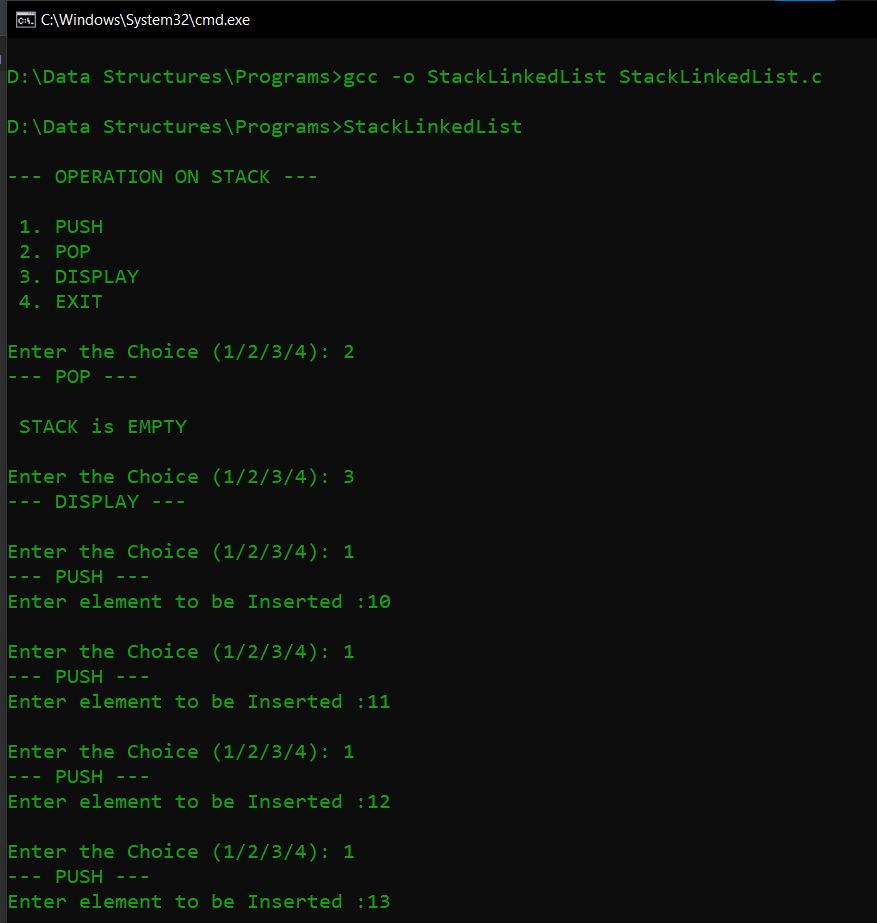 C:\Windows\System32\cmd.exe
D:\Data Structures\Programs>gcc -o StackLinkedList StackLinkedList.c
D:\Data Structures\Programs>StackLinkedList
--- OPERATION ON STACK ---
1. PUSH
2. POP
3. DISPLAY
4. EXIT
Enter the Choice (1/2/3/4): 2
--- POP ---
STACK is EMPTY
Enter the Choice (1/2/3/4): 3
--- DISPLAY ---
Enter the Choice (1/2/3/4): 1
--- PUSH ---
Enter element to be Inserted :10
Enter the Choice (1/2/3/4): 1
--- PUSH ---
Enter element to be Inserted :11
Enter the Choice (1/2/3/4): 1
--- PUSH ---
Enter element to be Inserted :12
Enter the Choice (1/2/3/4): 1
--- PUSH ---
Enter element to be Inserted :13